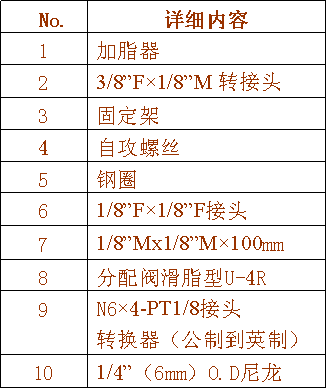 No. 详细内容
1 加脂器
2 3/8”F×1/8”M 转接头
3 固定架
4 自攻螺丝
5 钢圈
6 1/8”F×1/8”F接头
7 1/8”Mx1/8”M×100mm
8 分配阀滑脂型U-4R
9 N6×4-PT1/8接头
转换器（公制到英制）
10 1/4”（6mm）O.D尼龙